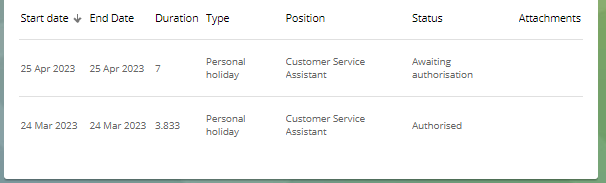 Start date End Date Duration Type Position Status Attachments
25 Apr 2023 25 Apr 2023 7 Personal holiday Customer Service Assistant Awaiting authorisation
24 Mar 2023 24 Mar 2023 3.833 Personal holiday Customer Service Assistant Authorised